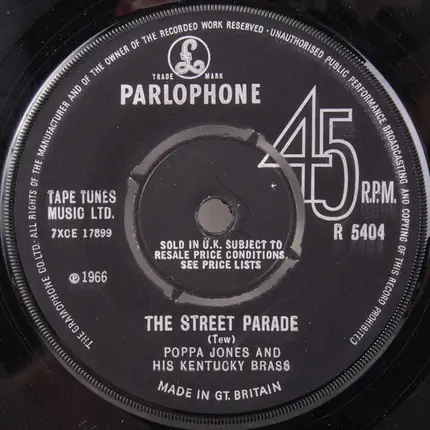 THE GRAMOPHONE CO. LTD. ALL RIGHTS OF THE MANUFACTURER AND OF THE OWNER OF THE RECORDED WORK RESERVED · UNAUTHORISED PUBLIC PERFORMANCE BROADCASTING AND COPYING OF THIS RECORD PROHIBITED
£
TRADE MARK
PARLOPHONE
45
R.P.M.
TAPE TUNES
MUSIC LTD.
7XCE 17899
R 5404
SOLD IN U.K. SUBJECT TO
RESALE PRICE CONDITIONS.
SEE PRICE LISTS
℗ 1966
THE STREET PARADE
(Tew)
POPPA JONES AND
HIS KENTUCKY BRASS
MADE IN GT. BRITAIN